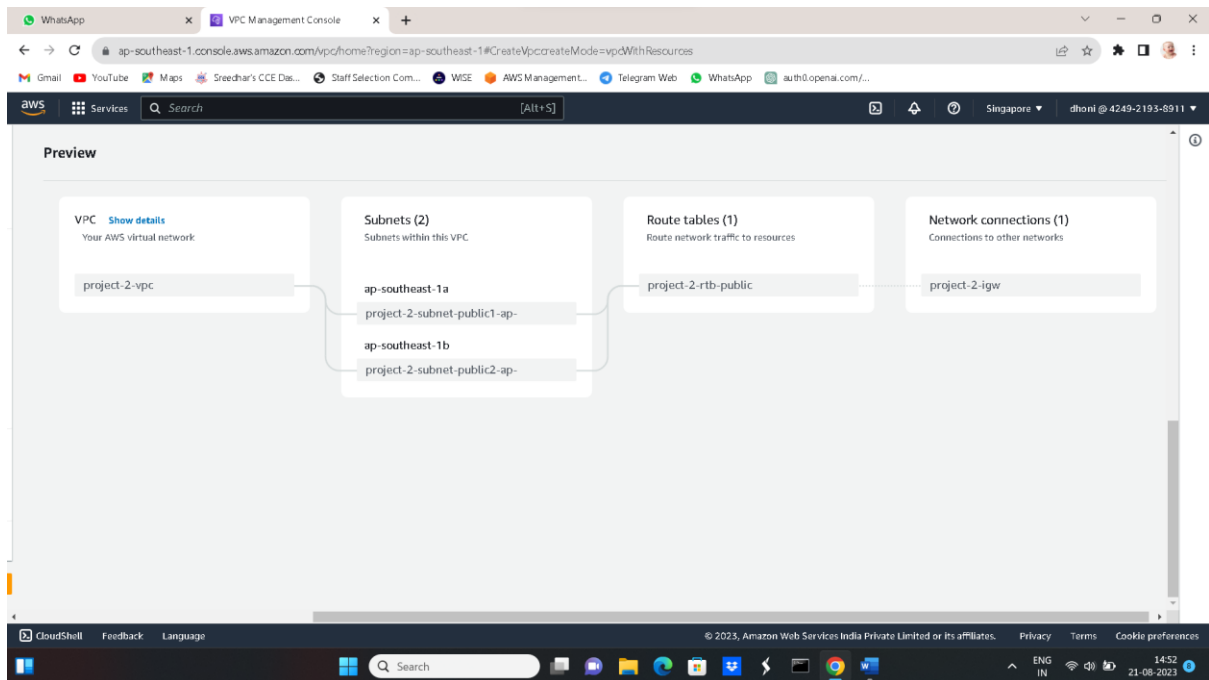 WhatsApp
VPC Management Console
ap-southeast-1.console.aws.amazon.com/vpc/home?region=ap-southeast-1#CreateVpc:createMode=vpcWithResources
Gmail YouTube Maps Sreedhar's CCE Das... Staff Selection Com... WISE AWS Management... Telegram Web WhatsApp auth0.openai.com/...
aws Services Search [Alt+S] Singapore dhoni @ 4249-2193-8911
Preview
VPC Show details
Your AWS virtual network
project-2-vpc
Subnets (2)
Subnets within this VPC
ap-southeast-1a
project-2-subnet-public1-ap-
ap-southeast-1b
project-2-subnet-public2-ap-
Route tables (1)
Route network traffic to resources
project-2-rtb-public
Network connections (1)
Connections to other networks
project-2-igw
CloudShell Feedback Language © 2023, Amazon Web Services India Private Limited or its affiliates. Privacy Terms Cookie preferences
Search
ENG
IN
14:52
21-08-2023
8